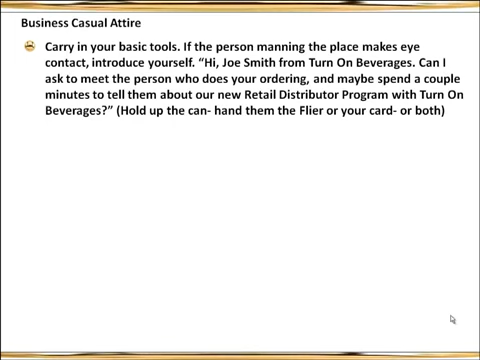 Business Casual Attire
Carry in your basic tools. If the person manning the place makes eye
contact, introduce yourself. “Hi, Joe Smith from Turn On Beverages. Can I
ask to meet the person who does your ordering, and maybe spend a couple
minutes to tell them about our new Retail Distributor Program with Turn On
Beverages?” (Hold up the can- hand them the Flier or your card- or both)